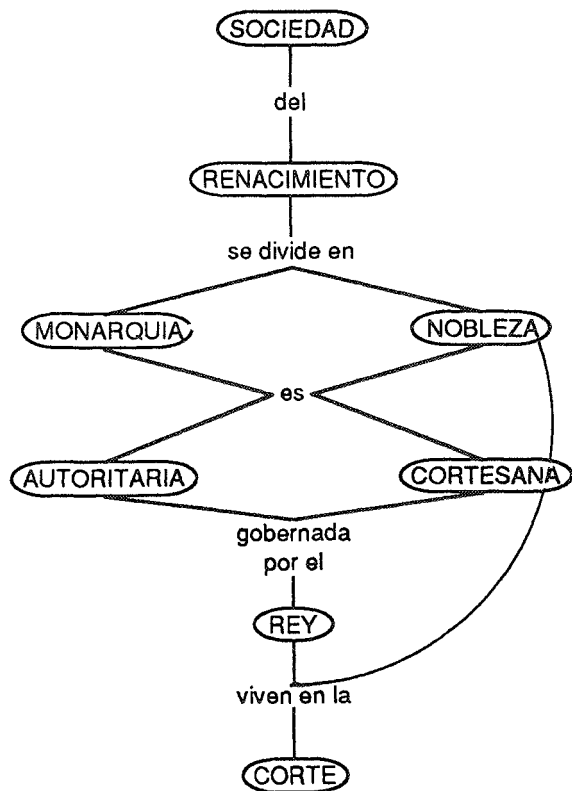 SOCIEDAD
del
RENACIMIENTO
se divide en
MONARQUIA
NOBLEZA
es
AUTORITARIA
CORTESANA
gobernada
por el
REY
viven en la
CORTE